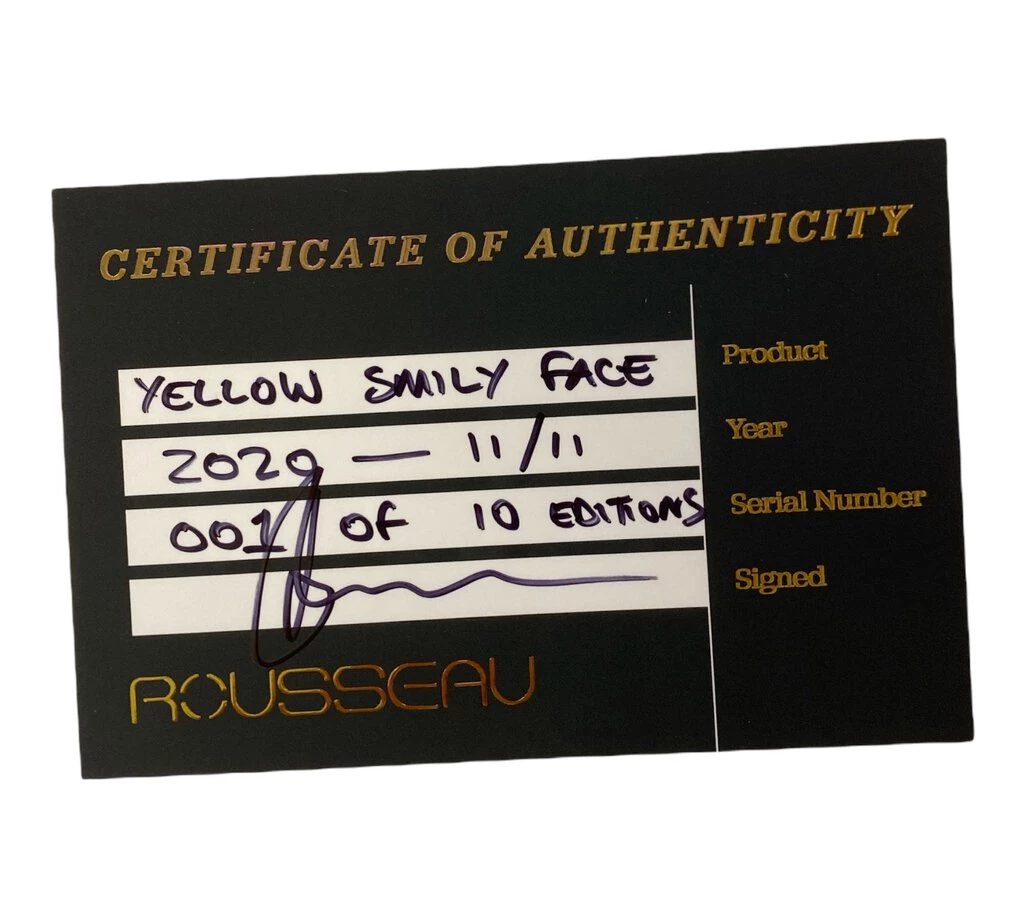 CERTIFICATE OF AUTHENTICITY
YELLOW SMILY FACE
Product
2020 — 11/11
Year
001 OF 10 EDITIONS
Serial Number
Signed
ROUSSEAU